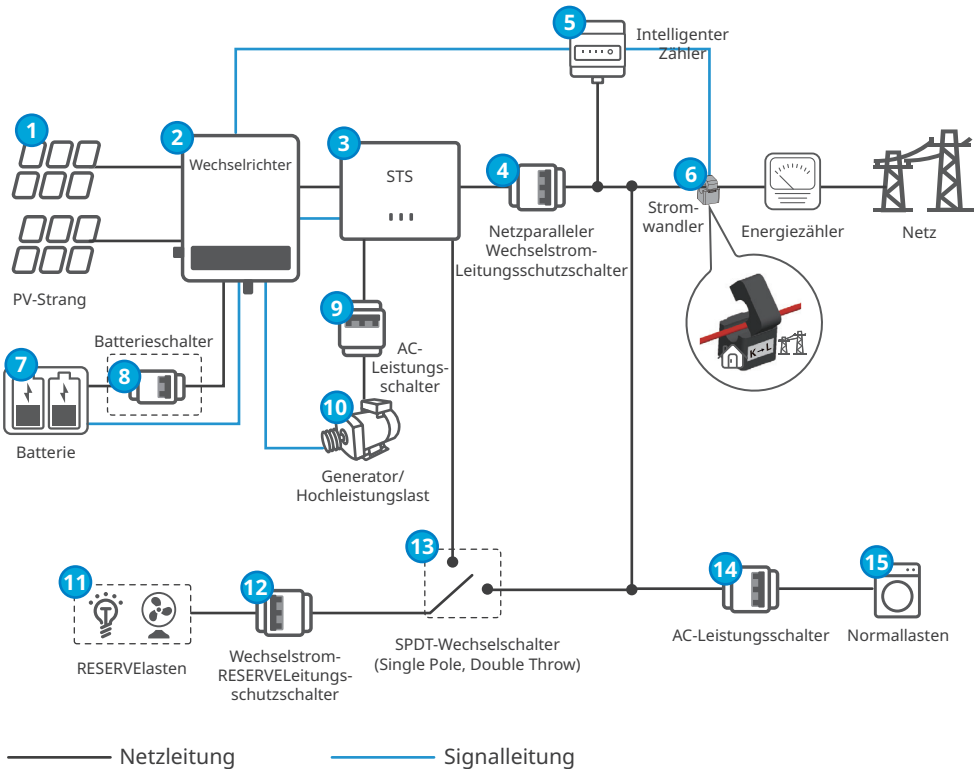 5
Intelligenter
Zähler
1
2
Wechselrichter
3
STS
4
Netzparalleler
Wechselstrom-
Leitungsschutzschalter
6
Strom-
wandler
Energiezähler
Netz
PV-Strang
K→L
Batterieschalter
7
8
Batterie
9
AC-
Leistungs-
schalter
10
Generator/
Hochleistungslast
11
RESERVElasten
12
Wechselstrom-
RESERVELeitungs-
schutzschalter
13
SPDT-Wechselschalter
(Single Pole, Double Throw)
14
AC-Leistungsschalter
15
Normallasten
Netzleitung
Signalleitung